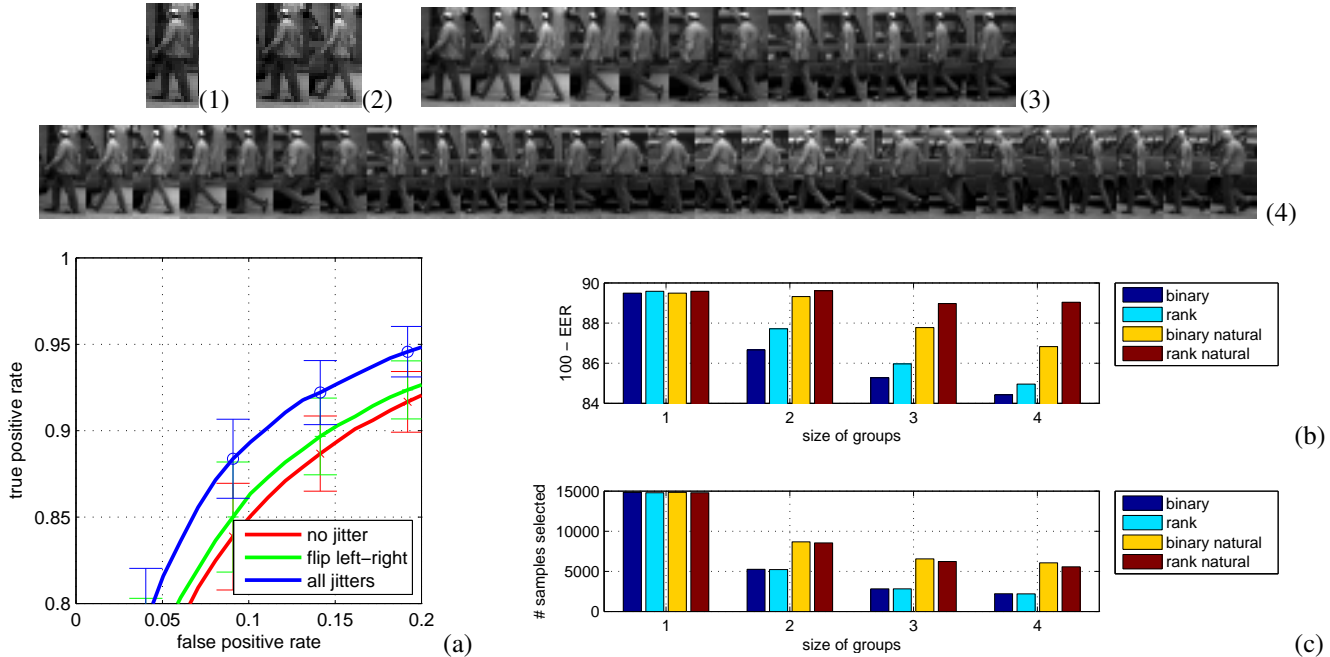 (1)
(2)
(3)
(4)
1
0.95
0.9
0.85
0.8
true positive rate
no jitter
flip left−right
all jitters
0 0.05 0.1 0.15 0.2
false positive rate
(a)
90
88
86
84
100 − EER
1 2 3 4
size of groups
binary
rank
binary natural
rank natural
(b)
15000
10000
5000
0
# samples selected
1 2 3 4
size of groups
binary
rank
binary natural
rank natural
(c)